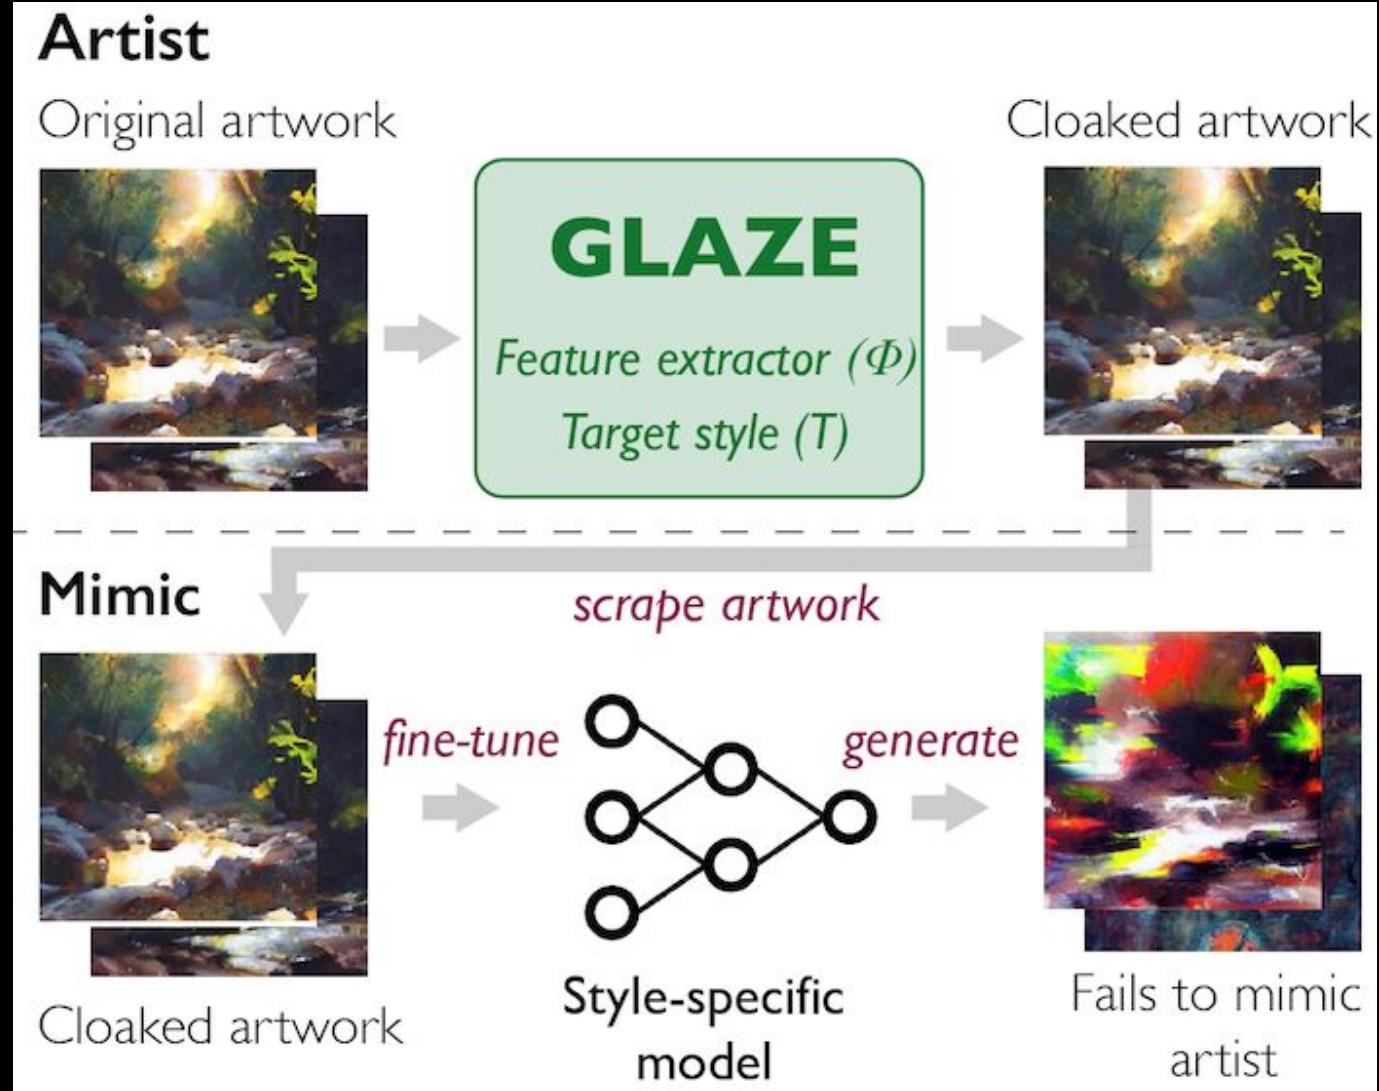 Artist
Original artwork
Cloaked artwork
GLAZE
Feature extractor (Φ)
Target style (T)
Mimic
scrape artwork
fine-tune
generate
Cloaked artwork
Style-specific
model
Fails to mimic
artist